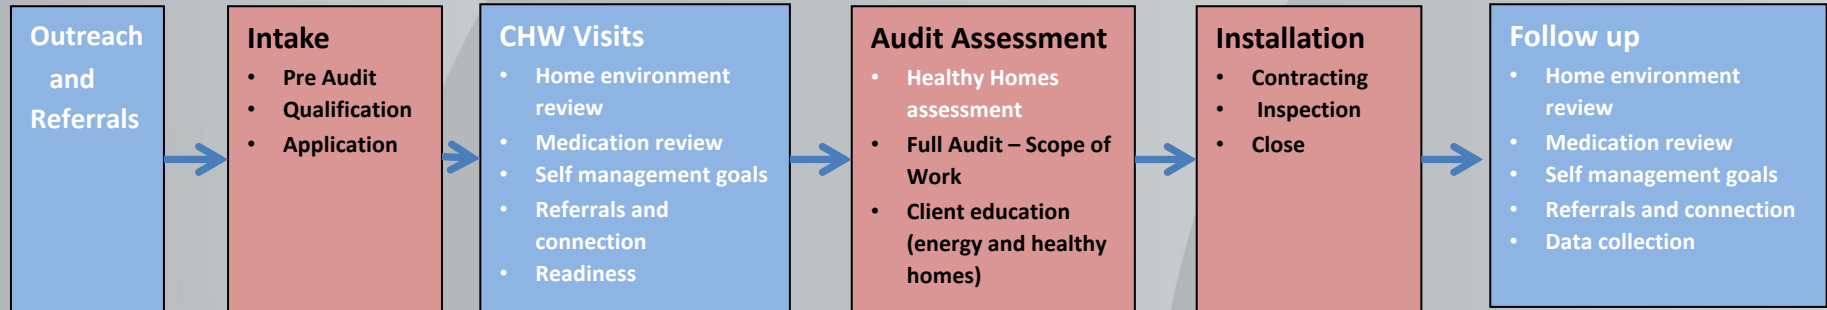 Outreach
and
Referrals
Intake
• Pre Audit
• Qualification
• Application
CHW Visits
• Home environment
review
• Medication review
• Self management goals
• Referrals and
connection
• Readiness
Audit Assessment
• Healthy Homes
assessment
• Full Audit – Scope of
Work
• Client education
(energy and healthy
homes)
Installation
• Contracting
• Inspection
• Close
Follow up
• Home environment
review
• Medication review
• Self management goals
• Referrals and connection
• Data collection